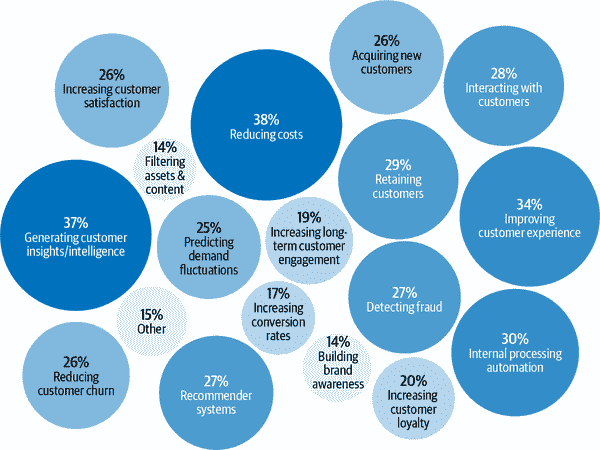 26%
Increasing customer
satisfaction
38%
Reducing costs
26%
Acquiring new
customers
28%
Interacting with
customers
14%
Filtering
assets &
content
29%
Retaining
customers
34%
Improving
customer experience
37%
Generating customer
insights/intelligence
25%
Predicting
demand
fluctuations
19%
Increasing long-
term customer
engagement
15%
Other
17%
Increasing
conversion
rates
27%
Detecting fraud
30%
Internal processing
automation
26%
Reducing
customer churn
27%
Recommender
systems
14%
Building
brand
awareness
20%
Increasing
customer
loyalty